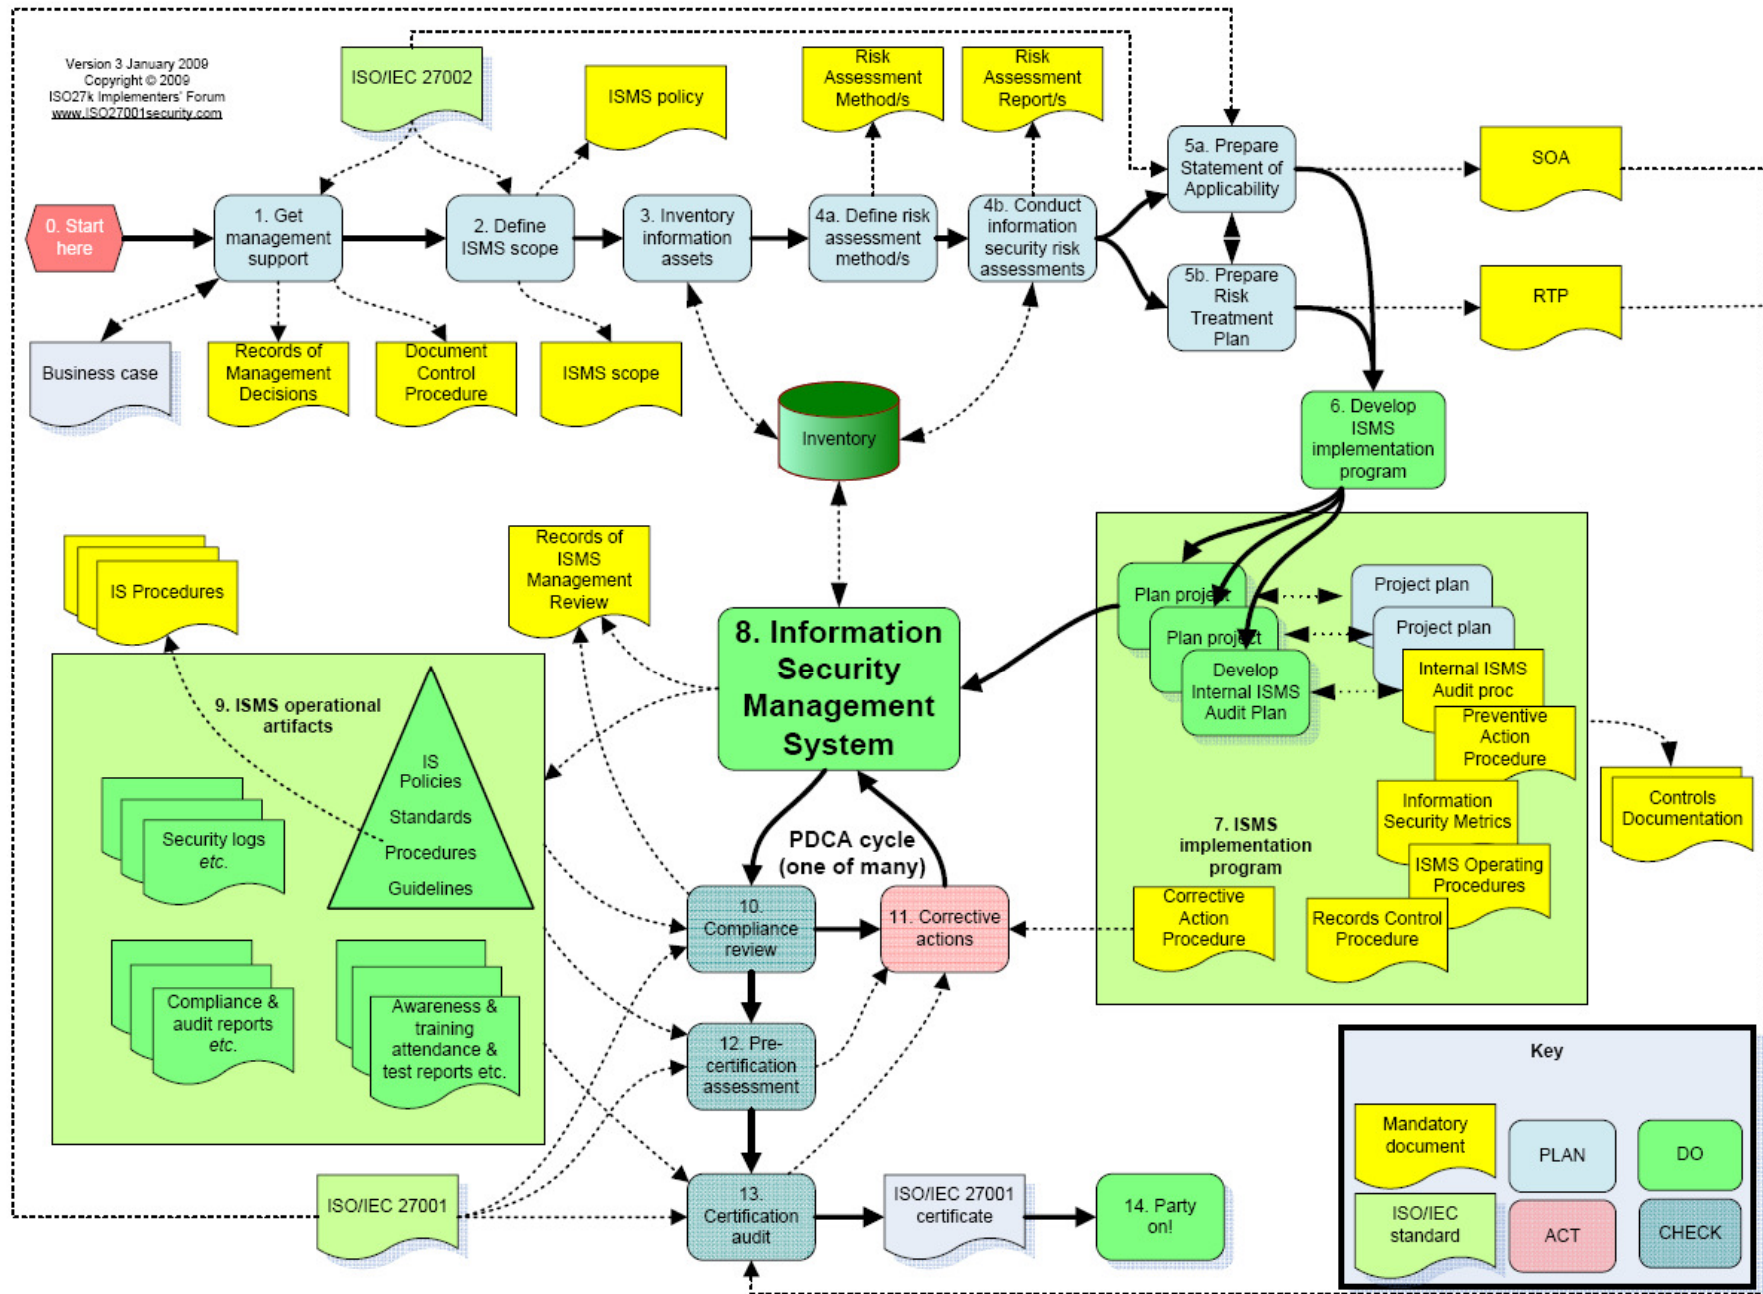 Version 3 January 2009
Copyright © 2009
ISO27k Implementers' Forum
www.ISO27001security.com
ISO/IEC 27002
ISMS policy
Risk
Assessment
Method/s
Risk
Assessment
Report/s
5a. Prepare
Statement of
Applicability
SOA
0. Start
here
1. Get
management
support
2. Define
ISMS scope
3. Inventory
information
assets
4a. Define risk
assessment
method/s
4b. Conduct
information
security risk
assessments
5b. Prepare
Risk
Treatment
Plan
RTP
Business case
Records of
Management
Decisions
Document
Control
Procedure
ISMS scope
Inventory
6. Develop
ISMS
implementation
program
IS Procedures
Records of
ISMS
Management
Review
8. Information
Security
Management
System
Plan project
Plan project
Develop
Internal ISMS
Audit Plan
Project plan
Project plan
Internal ISMS
Audit proc
Preventive
Action
Procedure
Information
Security Metrics
ISMS Operating
Procedures
Records Control
Procedure
Corrective
Action
Procedure
7. ISMS
implementation
program
Controls
Documentation
9. ISMS operational
artifacts
IS
Policies
Standards
Procedures
Guidelines
Security logs
etc.
Compliance &
audit reports
etc.
Awareness &
training
attendance &
test reports etc.
PDCA cycle
(one of many)
10.
Compliance
review
11. Corrective
actions
12. Pre-
certification
assessment
13.
Certification
audit
ISO/IEC 27001
ISO/IEC 27001
certificate
14. Party
on!
Key
Mandatory
document
PLAN
DO
ISO/IEC
standard
ACT
CHECK